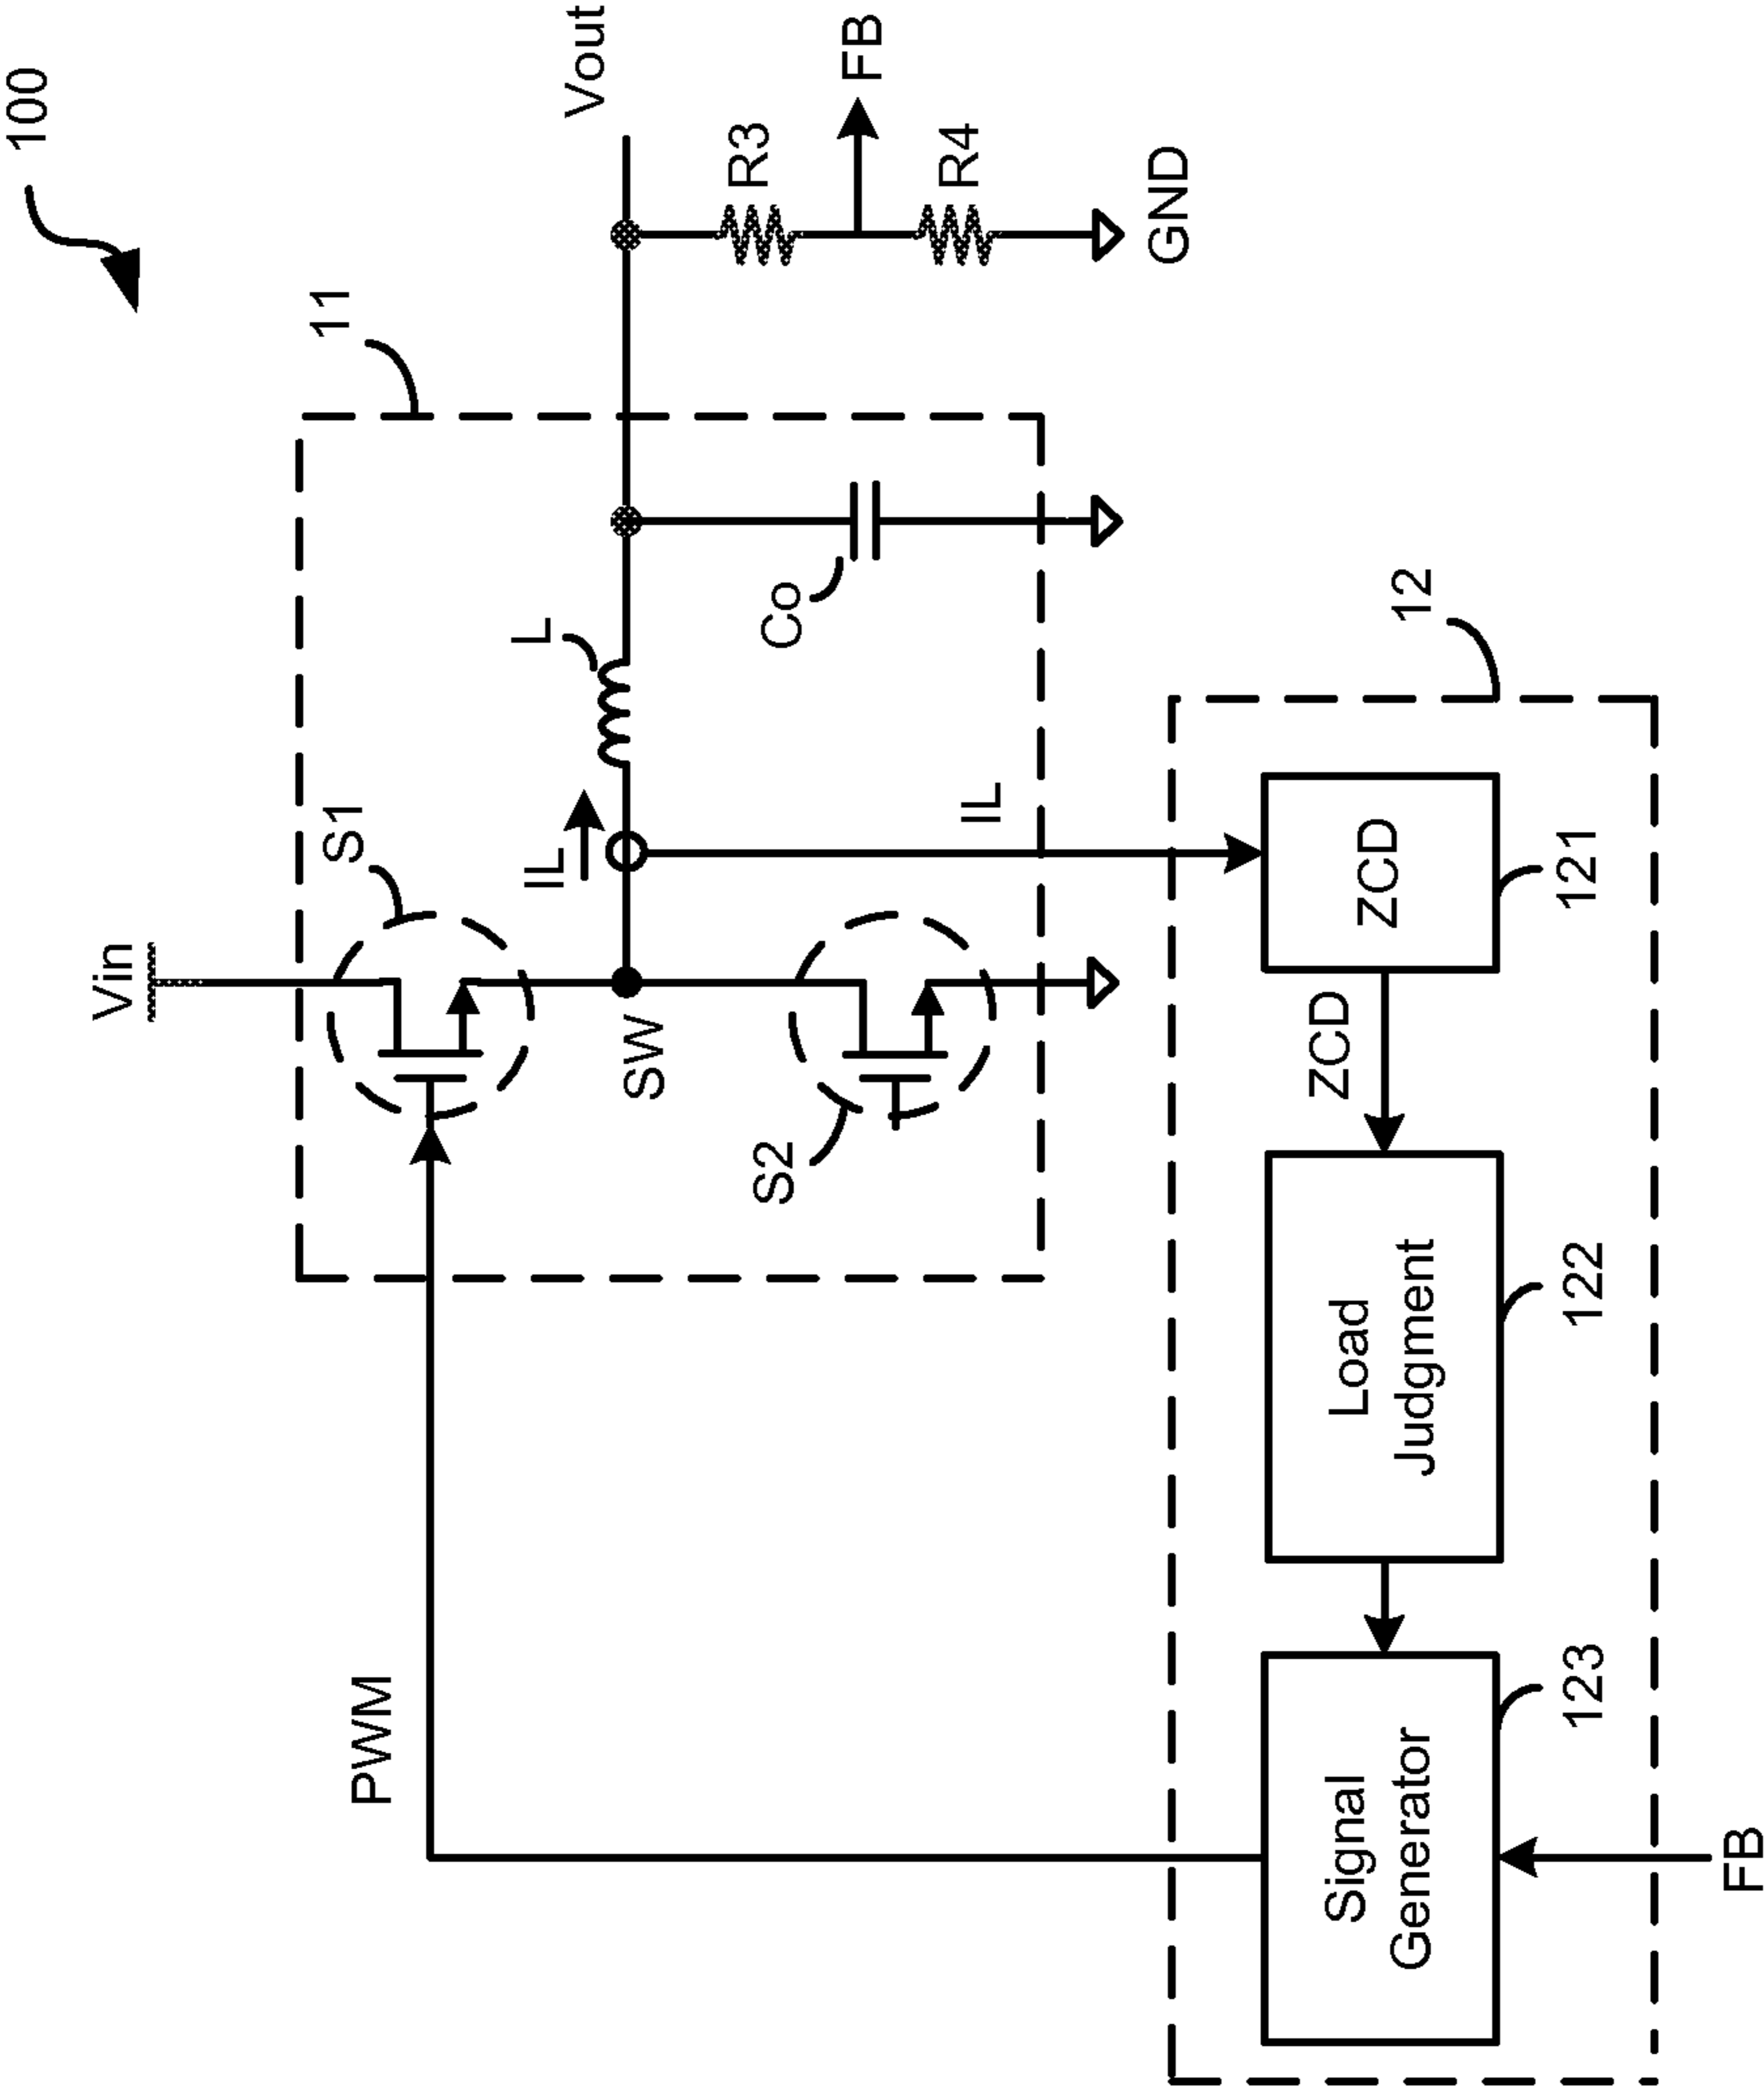 100
Vin
11
S1
L
Vout
PWM
IL
SW
Co
R3
FB
S2
IL
R4
GND
12
Signal
Generator
Load
Judgment
ZCD
ZCD
123
122
121
FB